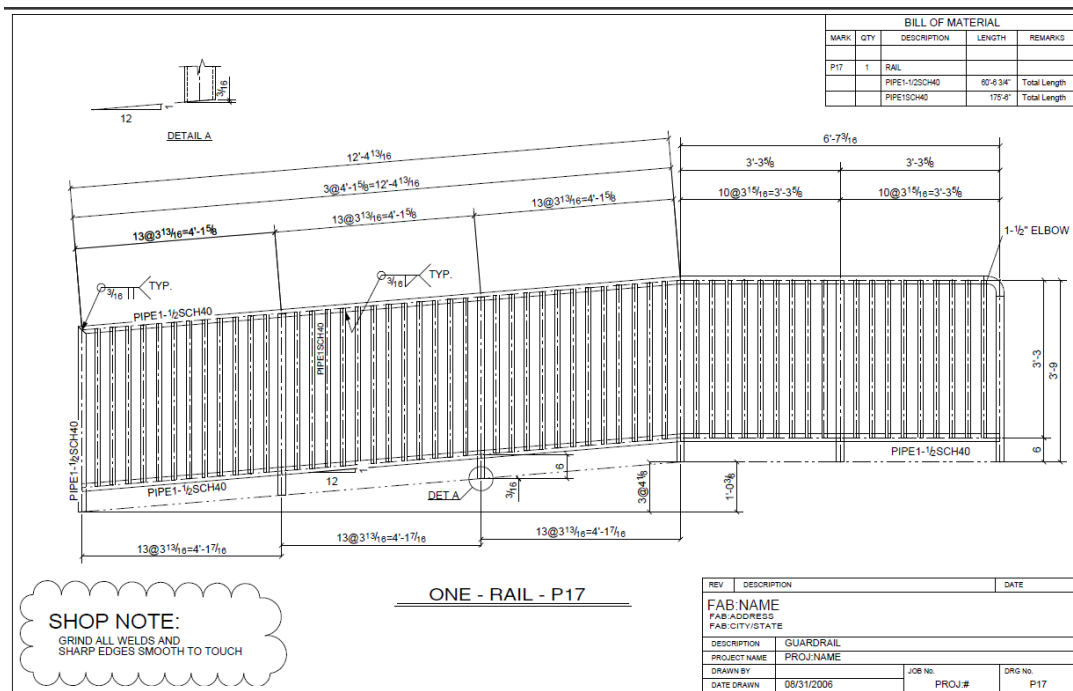 BILL OF MATERIAL
MARK QTY DESCRIPTION LENGTH REMARKS
P17 1 RAIL
PIPE1-1/2SCH40 60'-6 3/4" Total Length
PIPE1SCH40 175'-6" Total Length
3/16
12
1
DETAIL A
12'-4 13/16
3@4'-1 5/8=12'-4 13/16
13@3 13/16=4'-1 5/8
13@3 13/16=4'-1 5/8
13@3 13/16=4'-1 5/8
6'-7 3/16
3'-3 5/8
3'-3 5/8
10@3 15/16=3'-3 5/8
10@3 15/16=3'-3 5/8
1-1/2" ELBOW
3/16
TYP.
3/16
TYP.
PIPE1-1/2SCH40
PIPE1SCH40
PIPE1-1/2SCH40
PIPE1-1/2SCH40
PIPE1-1/2SCH40
3'-3
3'-9
6
12
1
DET A
6
3/16
3@4 1/8
1'-0 3/8
13@3 13/16=4'-1 7/16
13@3 13/16=4'-1 7/16
13@3 13/16=4'-1 7/16
ONE - RAIL - P17
SHOP NOTE:
GRIND ALL WELDS AND
SHARP EDGES SMOOTH TO TOUCH
REV DESCRIPTION DATE
FAB:NAME
FAB:ADDRESS
FAB:CITY/STATE
DESCRIPTION GUARDRAIL
PROJECT NAME PROJ:NAME
DRAWN BY JOB No. DRG No.
DATE DRAWN 08/31/2006 PROJ:# P17